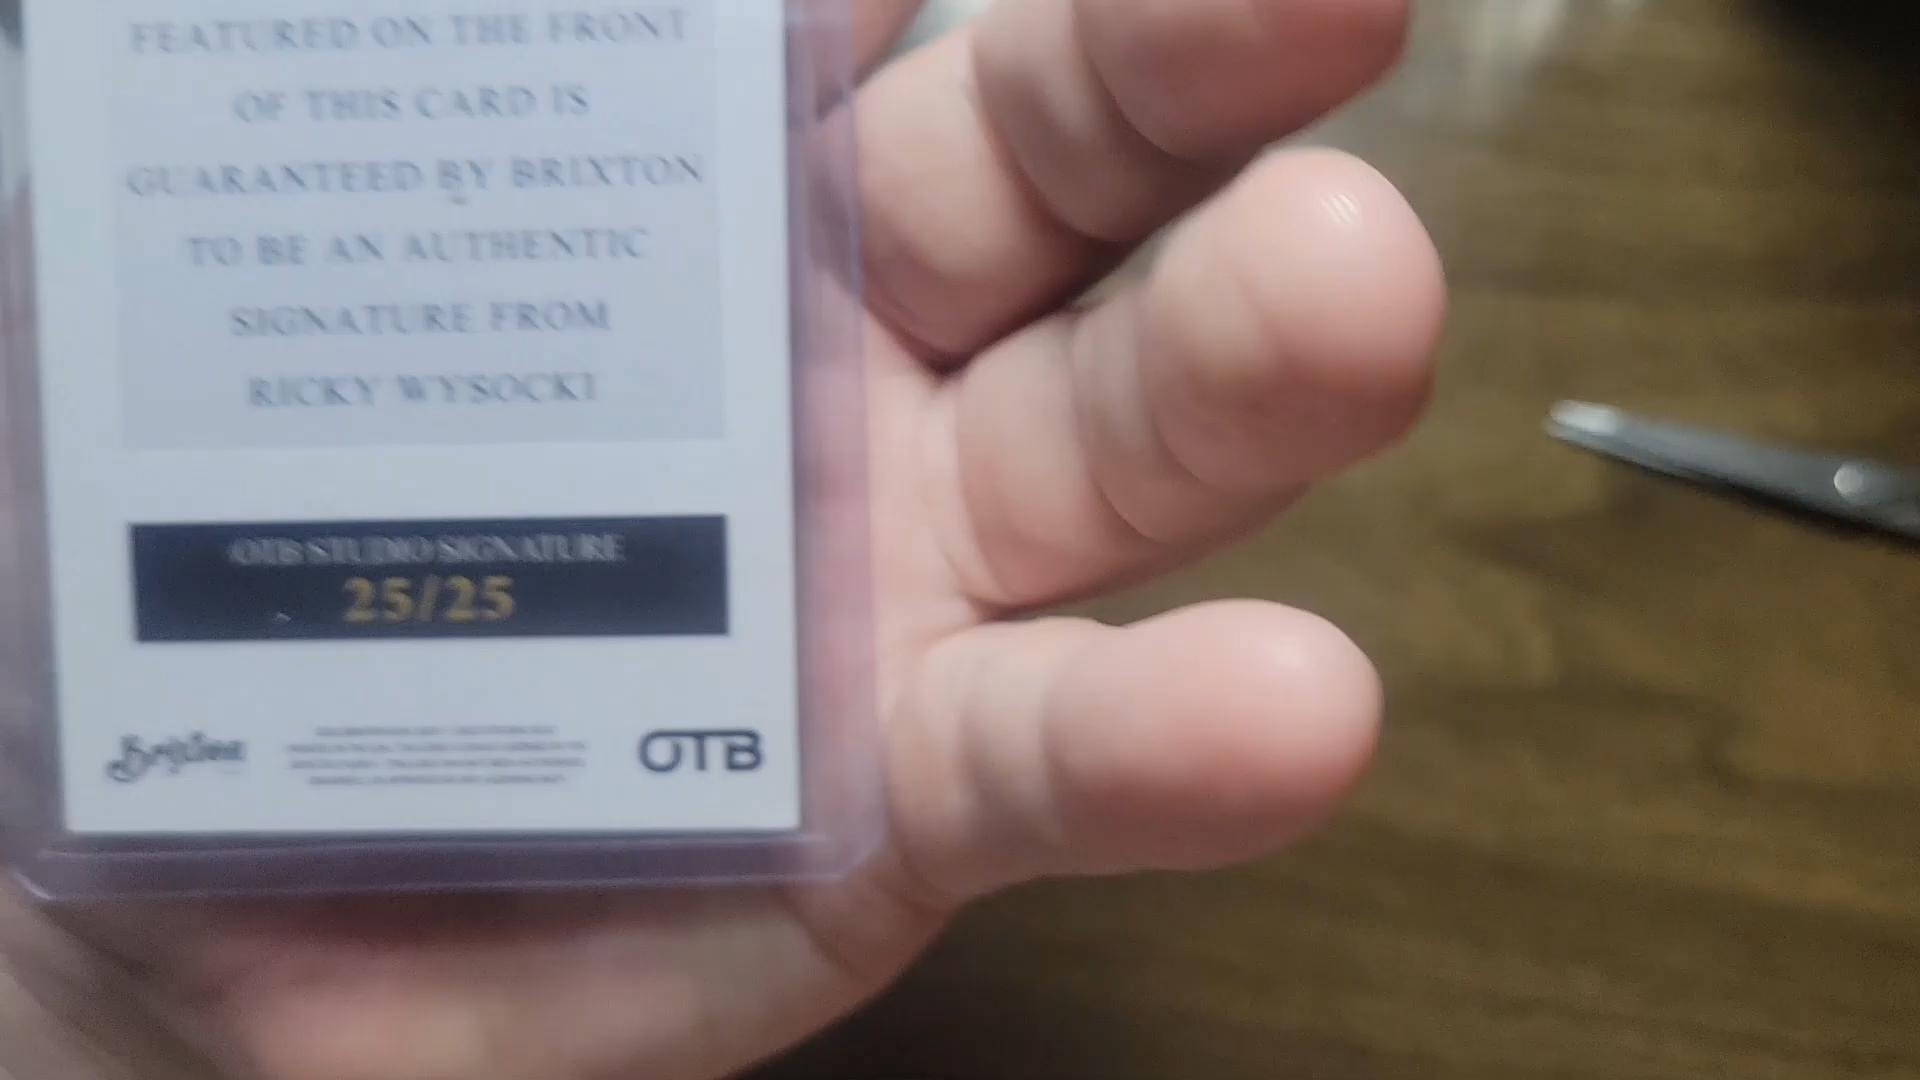 FEATURED ON THE FRONT
OF THIS CARD IS
GUARANTEED BY BRIXTON
TO BE AN AUTHENTIC
SIGNATURE FROM
RICKY WYSOCKI
OTB STUDIO SIGNATURE
25/25
Brixton
OTB